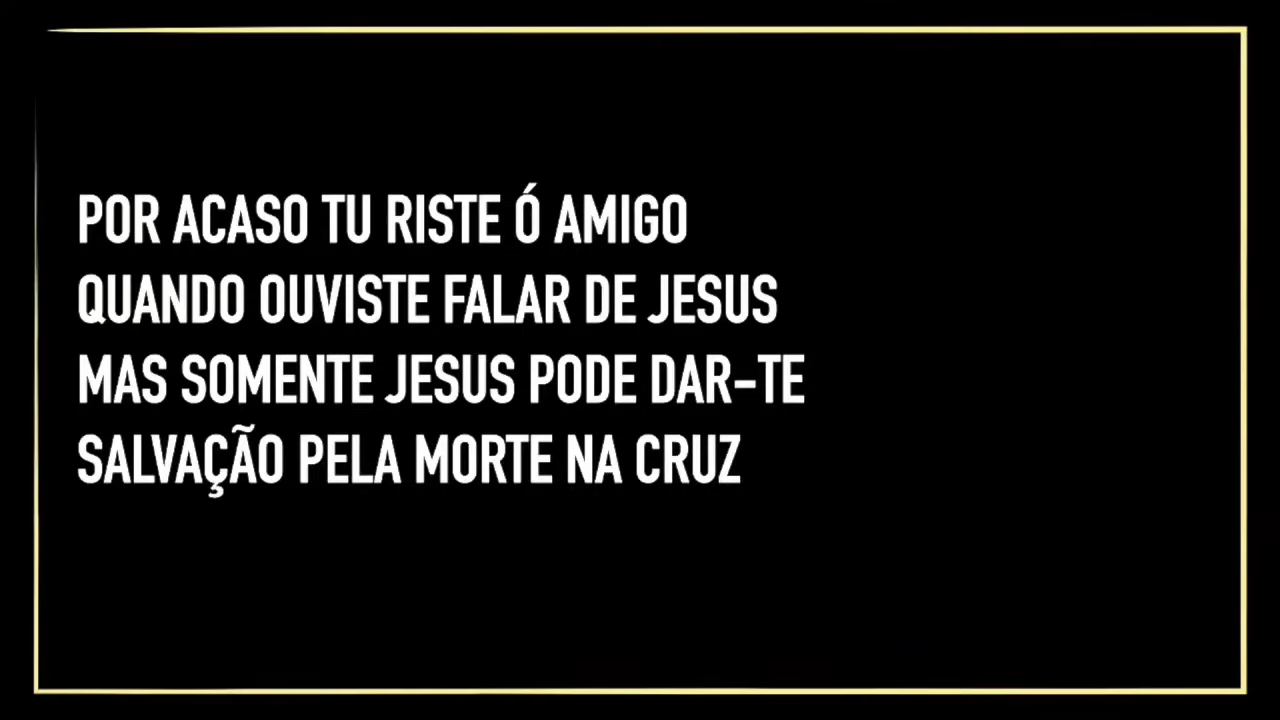 POR ACASO TU RISTE Ó AMIGO
QUANDO OUVISTE FALAR DE JESUS
MAS SOMENTE JESUS PODE DAR-TE
SALVAÇÃO PELA MORTE NA CRUZ